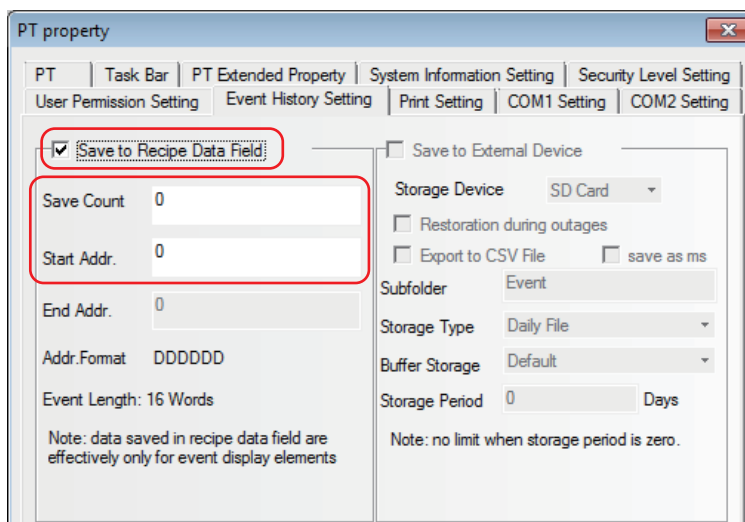 PT property
PT Task Bar PT Extended Property System Information Setting Security Level Setting
User Permission Setting Event History Setting Print Setting COM1 Setting COM2 Setting
Save to Recipe Data Field
Save Count 0
Start Addr. 0
End Addr. 0
Addr.Format DDDDDD
Event Length: 16 Words
Note: data saved in recipe data field are
effectively only for event display elements
Save to External Device
Storage Device SD Card
Restoration during outages
Export to CSV File save as ms
Subfolder Event
Storage Type Daily File
Buffer Storage Default
Storage Period 0 Days
Note: no limit when storage period is zero.